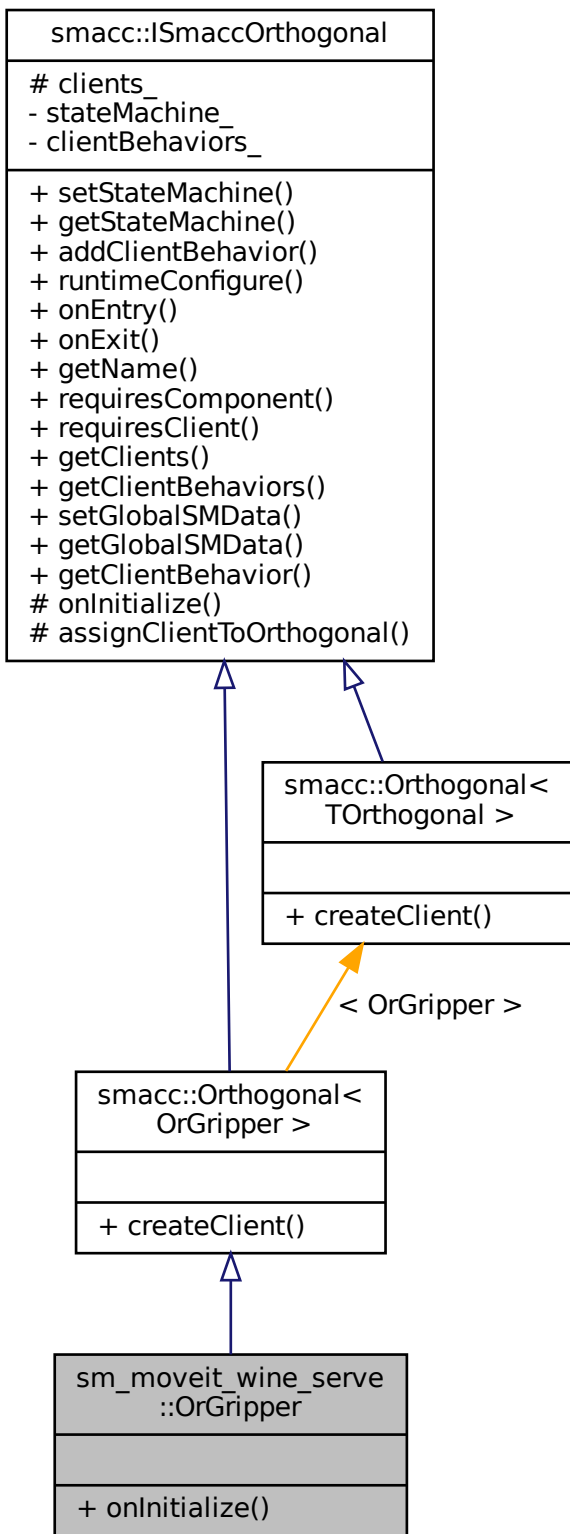 smacc::ISmaccOrthogonal
# clients_
- stateMachine_
- clientBehaviors_
+ setStateMachine()
+ getStateMachine()
+ addClientBehavior()
+ runtimeConfigure()
+ onEntry()
+ onExit()
+ getName()
+ requiresComponent()
+ requiresClient()
+ getClients()
+ getClientBehaviors()
+ setGlobalSMData()
+ getGlobalSMData()
+ getClientBehavior()
# onInitialize()
# assignClientToOrthogonal()
smacc::Orthogonal<
TOrthogonal >
+ createClient()
< OrGripper >
smacc::Orthogonal<
OrGripper >
+ createClient()
sm_moveit_wine_serve
::OrGripper
+ onInitialize()